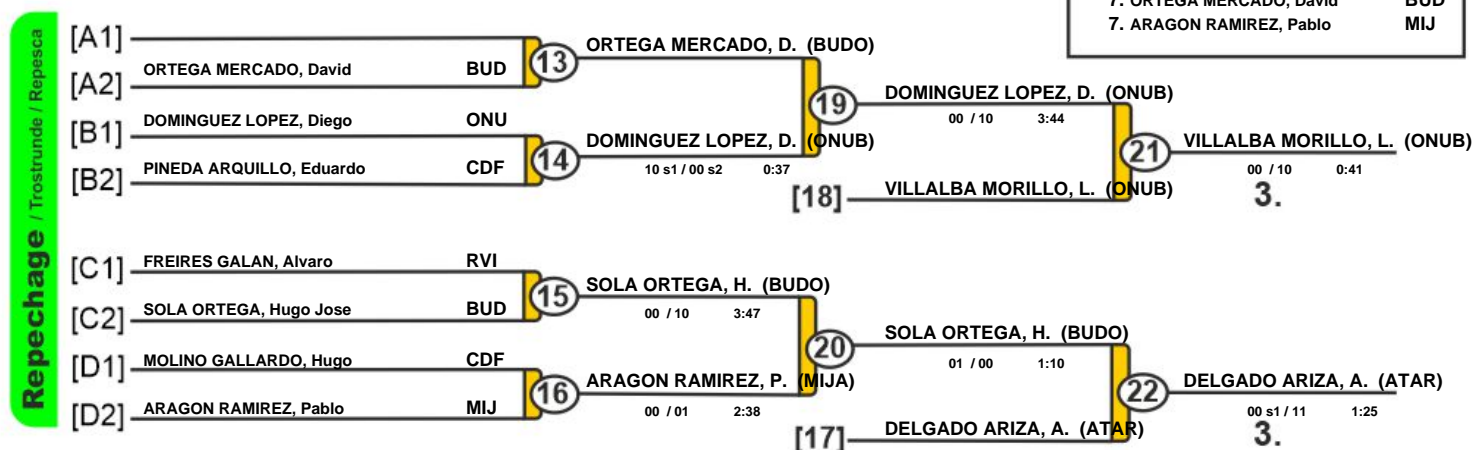 7. ORTEGA MERCADO, David BUD
7. ARAGON RAMIREZ, Pablo MIJ
Repechage / Trostrunde / Repesca
[A1]
ORTEGA MERCADO, D. (BUDO)
[A2] ORTEGA MERCADO, David BUD 13
19 DOMINGUEZ LOPEZ, D. (ONUB)
00 / 10 3:44
[B1] DOMINGUEZ LOPEZ, Diego ONU
14 DOMINGUEZ LOPEZ, D. (ONUB)
10 s1 / 00 s2 0:37
21 VILLALBA MORILLO, L. (ONUB)
00 / 10 0:41
3.
[B2] PINEDA ARQUILLO, Eduardo CDF
[18] VILLALBA MORILLO, L. (ONUB)
[C1] FREIRES GALAN, Alvaro RVI
15 SOLA ORTEGA, H. (BUDO)
00 / 10 3:47
[C2] SOLA ORTEGA, Hugo Jose BUD
20 SOLA ORTEGA, H. (BUDO)
01 / 00 1:10
[D1] MOLINO GALLARDO, Hugo CDF
16 ARAGON RAMIREZ, P. (MIJA)
00 / 01 2:38
22 DELGADO ARIZA, A. (ATAR)
00 s1 / 11 1:25
3.
[D2] ARAGON RAMIREZ, Pablo MIJ
[17] DELGADO ARIZA, A. (ATAR)